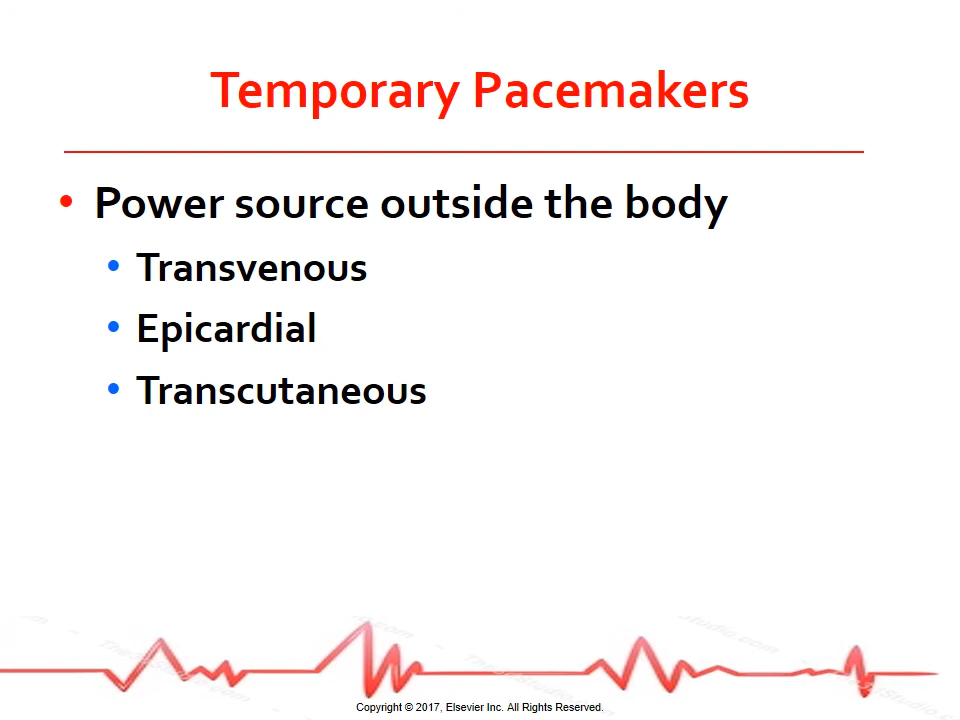 Temporary Pacemakers
• Power source outside the body
• Transvenous
• Epicardial
• Transcutaneous
Copyright © 2017, Elsevier Inc. All Rights Reserved.